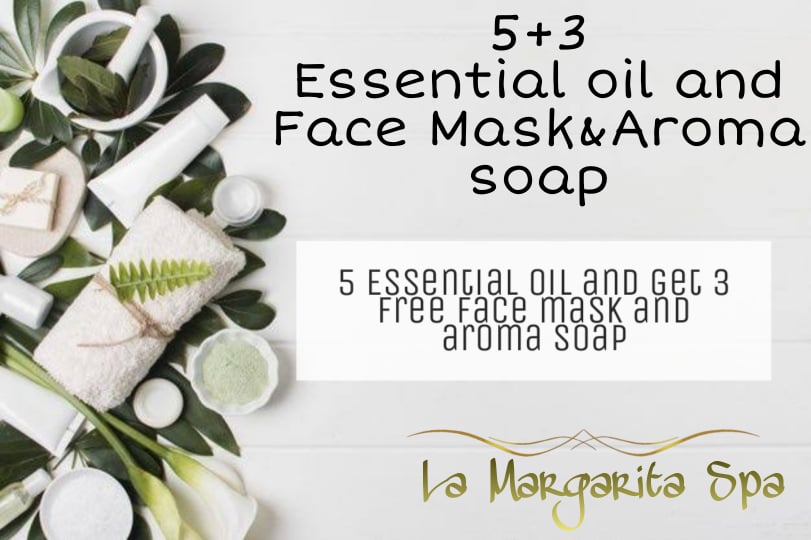 5+3
Essential oil and
Face Mask&Aroma
soap
5 Essential oil and get 3
free face mask and
aroma soap
La Margarita Spa